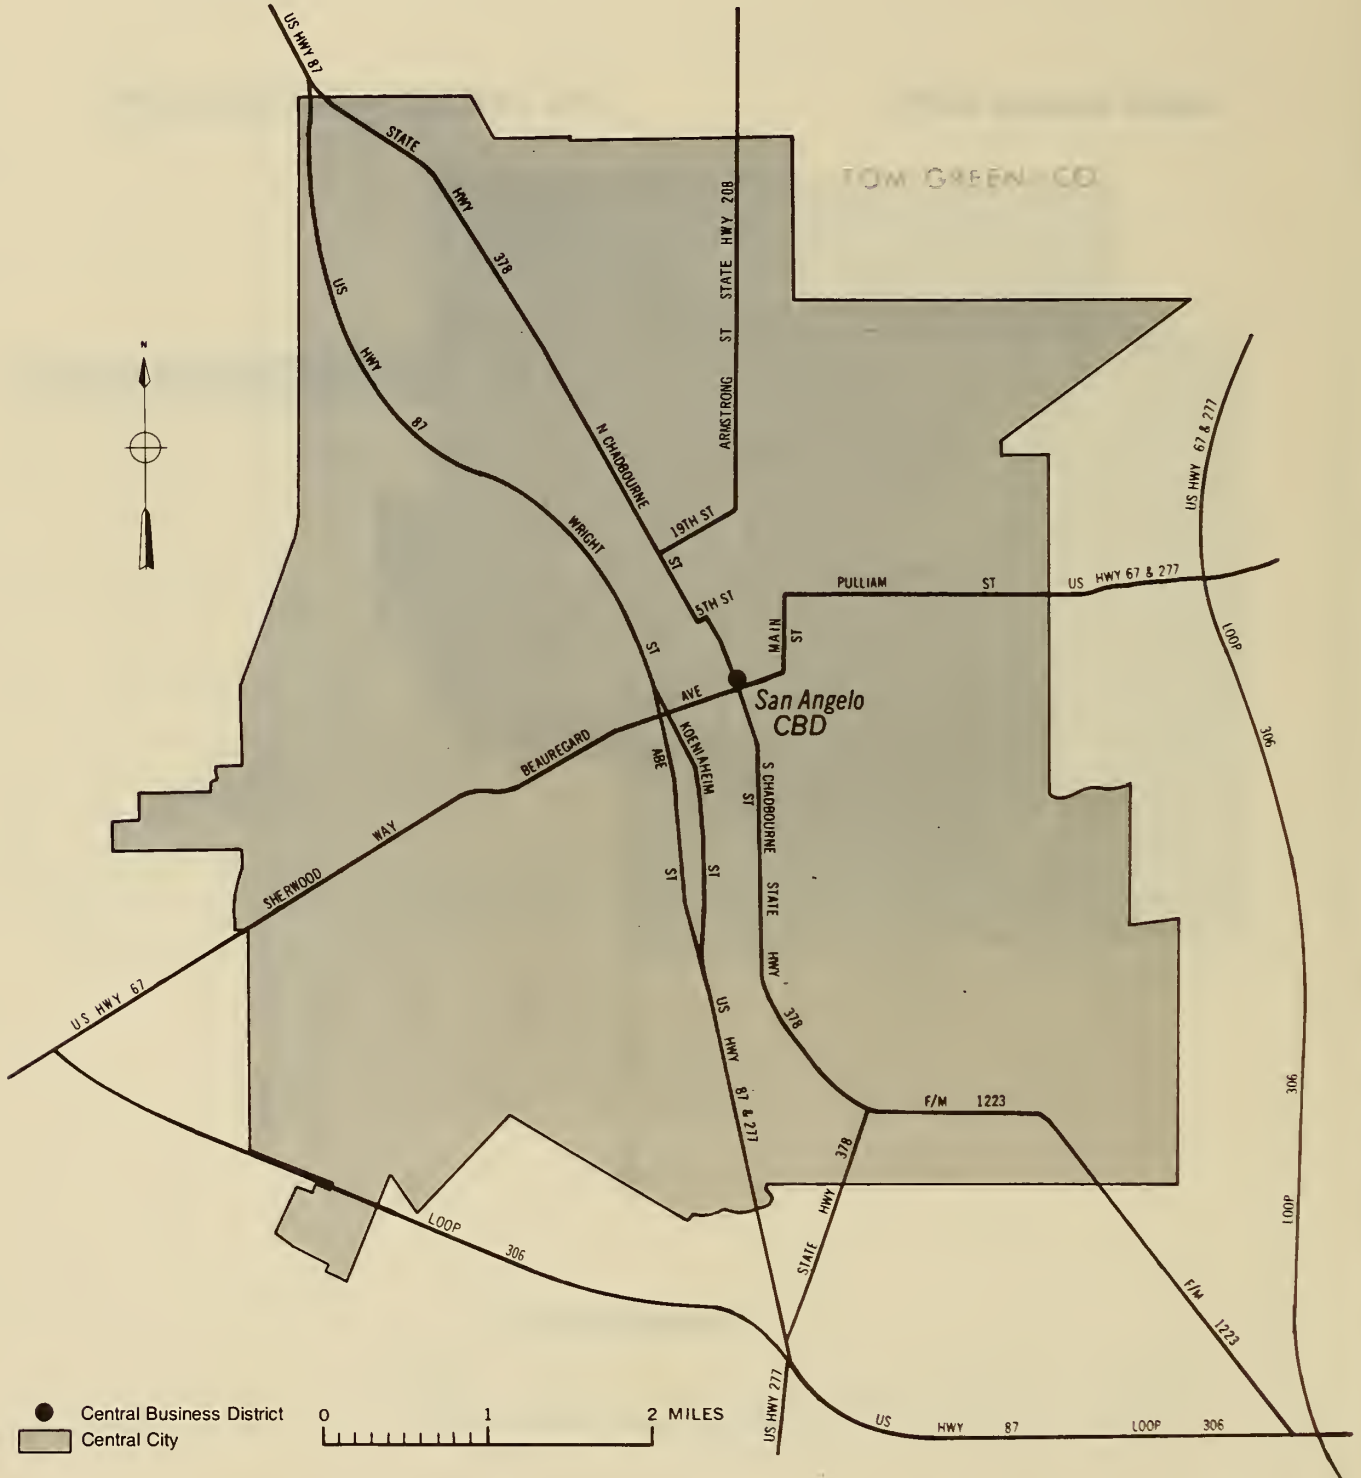 US HWY 87
STATE
HWY
378
TOM GREEN CO.
ARMSTRONG ST STATE HWY 208
US
HWY
87
N
N CHADBOURNE
ST
US HWY 67 & 277
19TH ST
WRIGHT
ST
PULLIAM ST US HWY 67 & 277
5TH ST
MAIN
ST
LOOP
306
AVE
San Angelo
CBD
BEAUREGARD
KOENIAHEIM
ST
ABE
ST
S CHADBOURNE STATE HWY
ST
378
WAY
SHERWOOD
US HWY 67
US
HWY
87 & 277
F/M 1223
306
STATE HWY 378
LOOP
LOOP
306
F/M
1223
US HWY 277
US HWY 87 LOOP 306
Central Business District
Central City
0 1 2 MILES